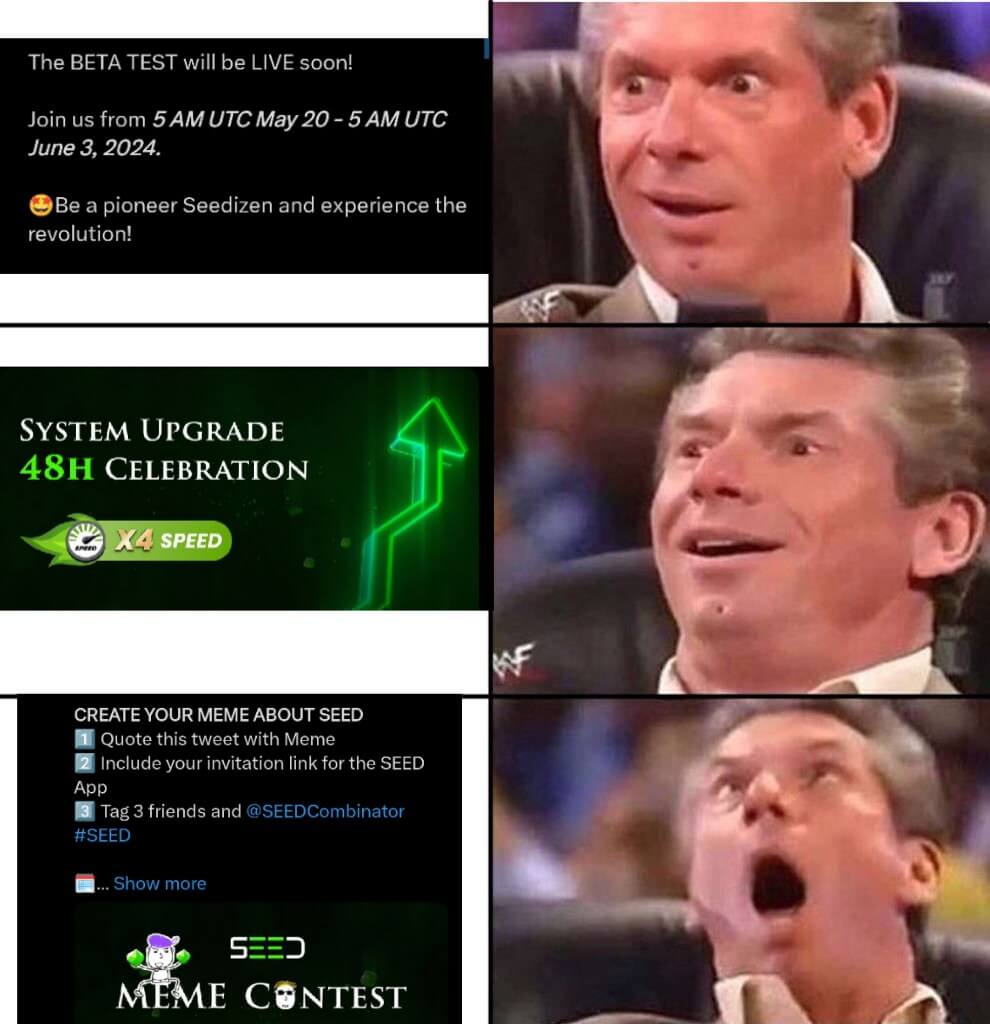 The BETA TEST will be LIVE soon!
Join us from 5 AM UTC May 20 - 5 AM UTC
June 3, 2024.
🤩Be a pioneer Seedizen and experience the
revolution!
SYSTEM UPGRADE
48H CELEBRATION
SPEED
X4 SPEED
WF
CREATE YOUR MEME ABOUT SEED
1️⃣ Quote this tweet with Meme
2️⃣ Include your invitation link for the SEED
App
3️⃣ Tag 3 friends and @SEEDCombinator
#SEED
🗓️... Show more
SEED
MEME CONTEST